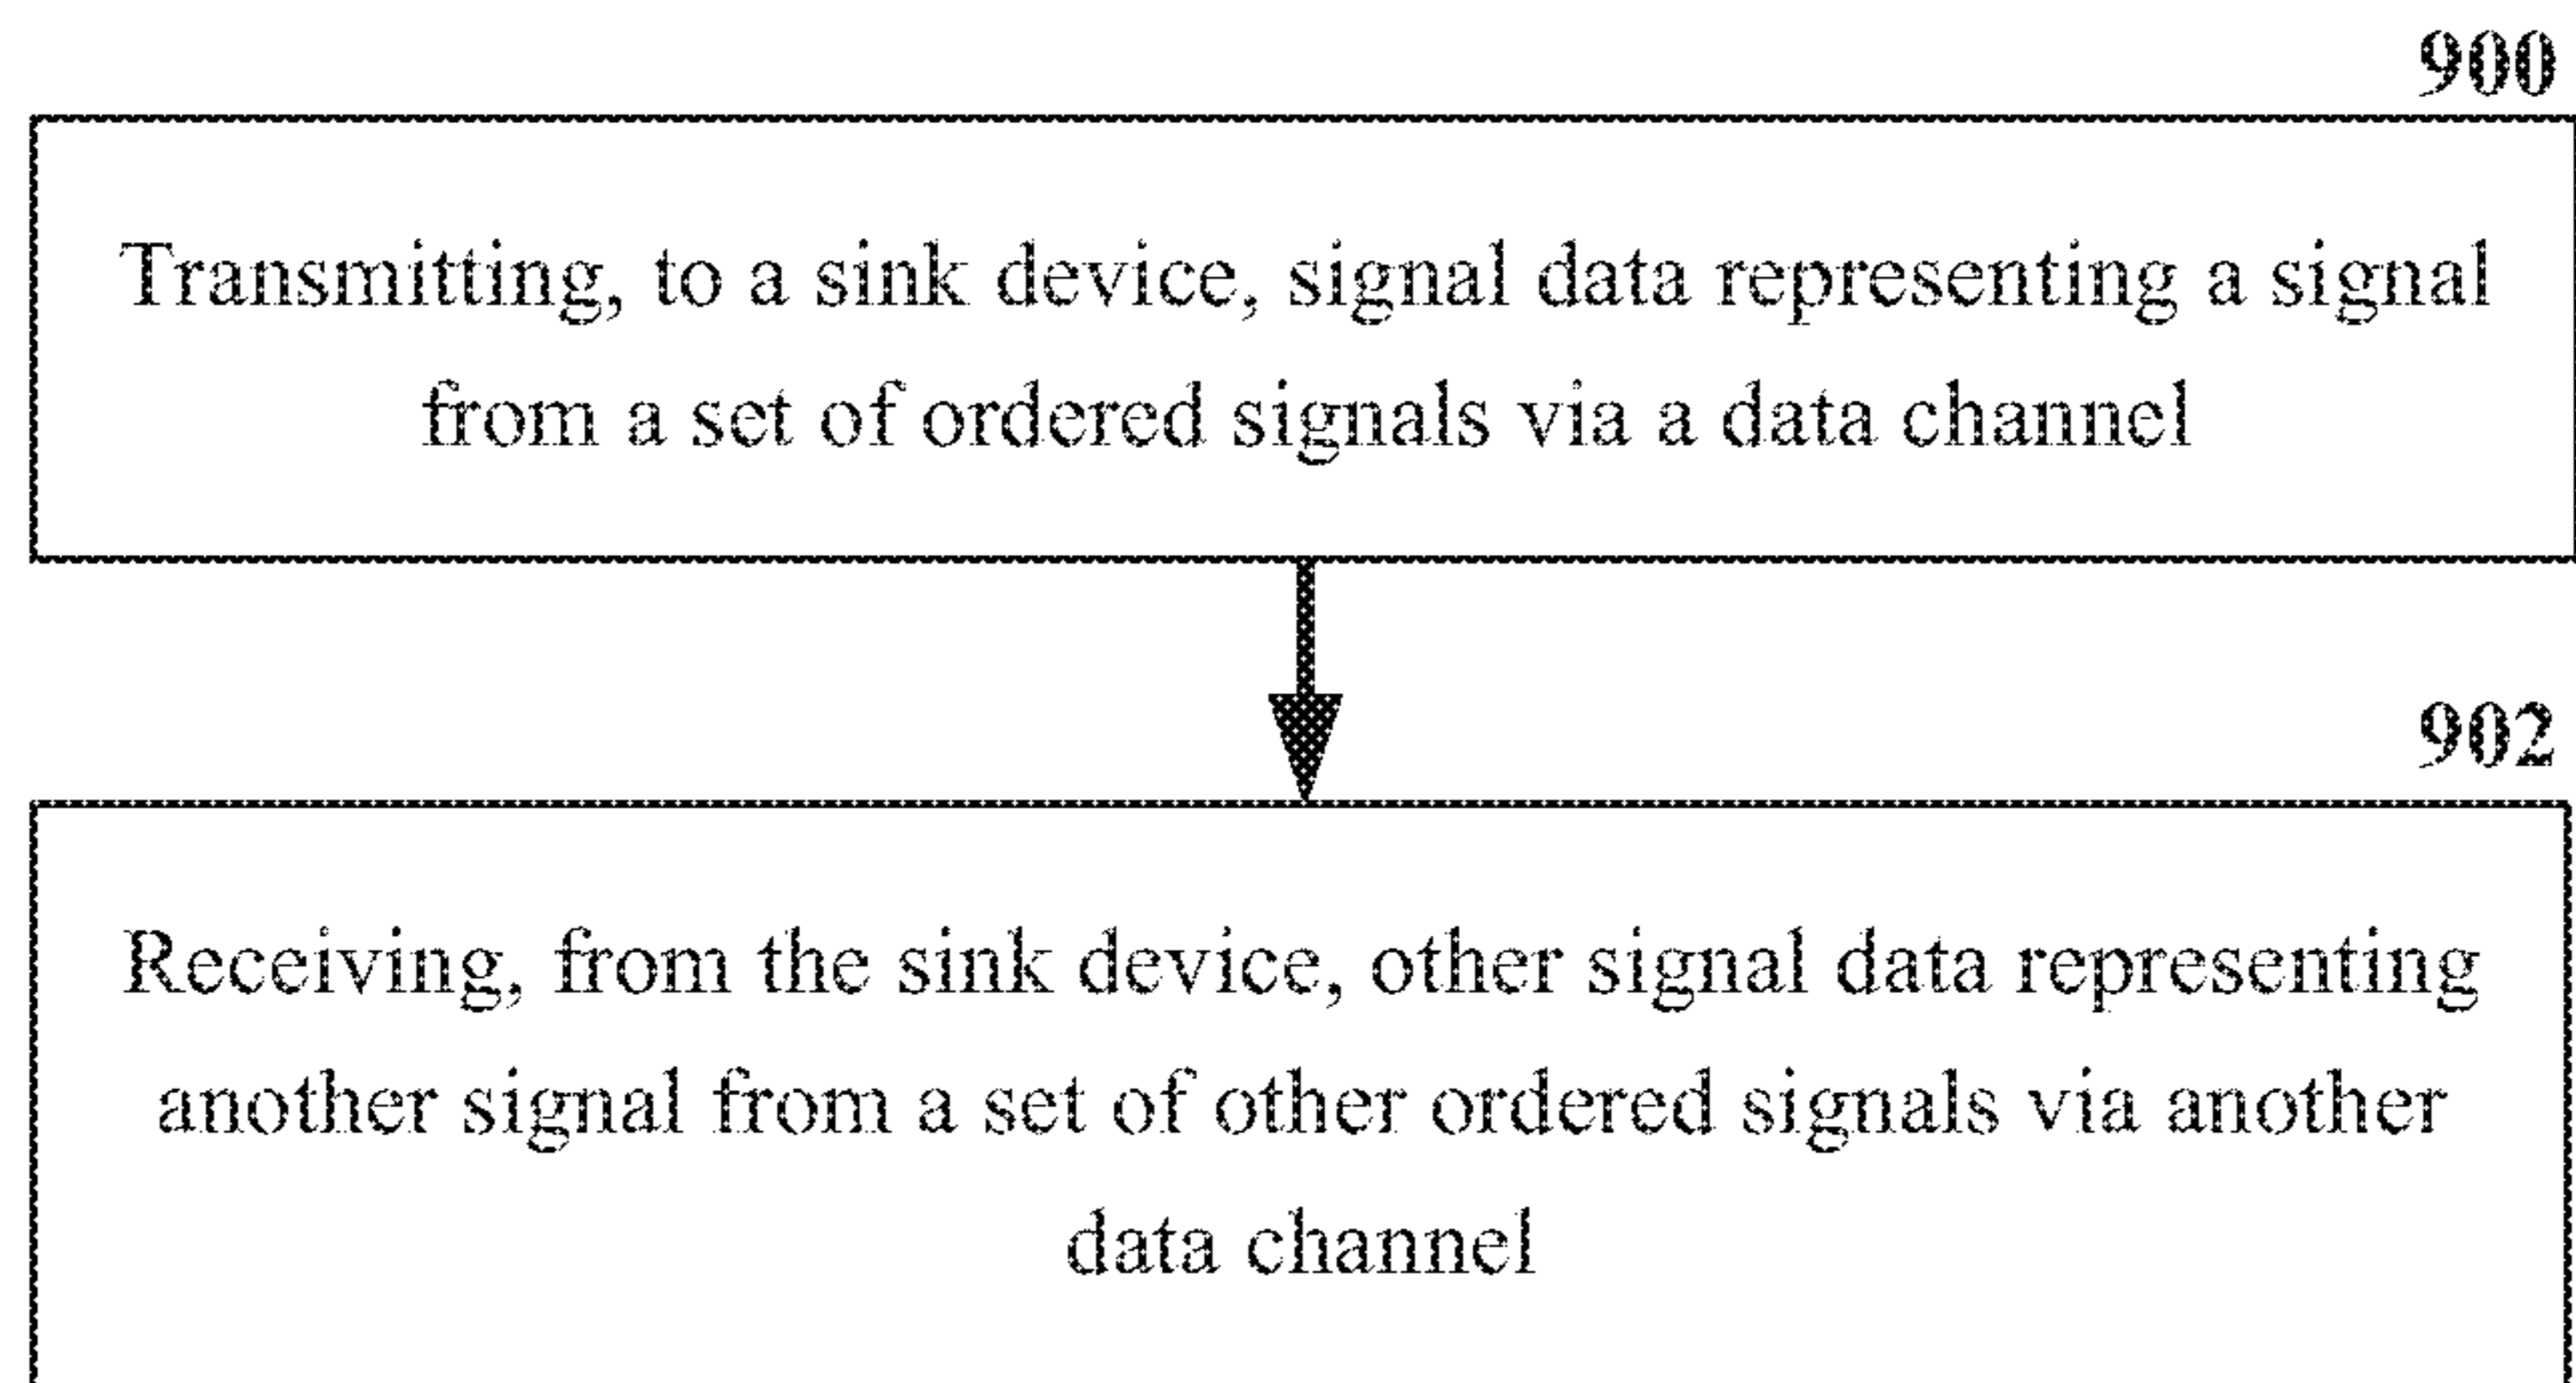 900
Transmitting, to a sink device, signal data representing a signal
from a set of ordered signals via a data channel
902
Receiving, from the sink device, other signal data representing
another signal from a set of other ordered signals via another
data channel